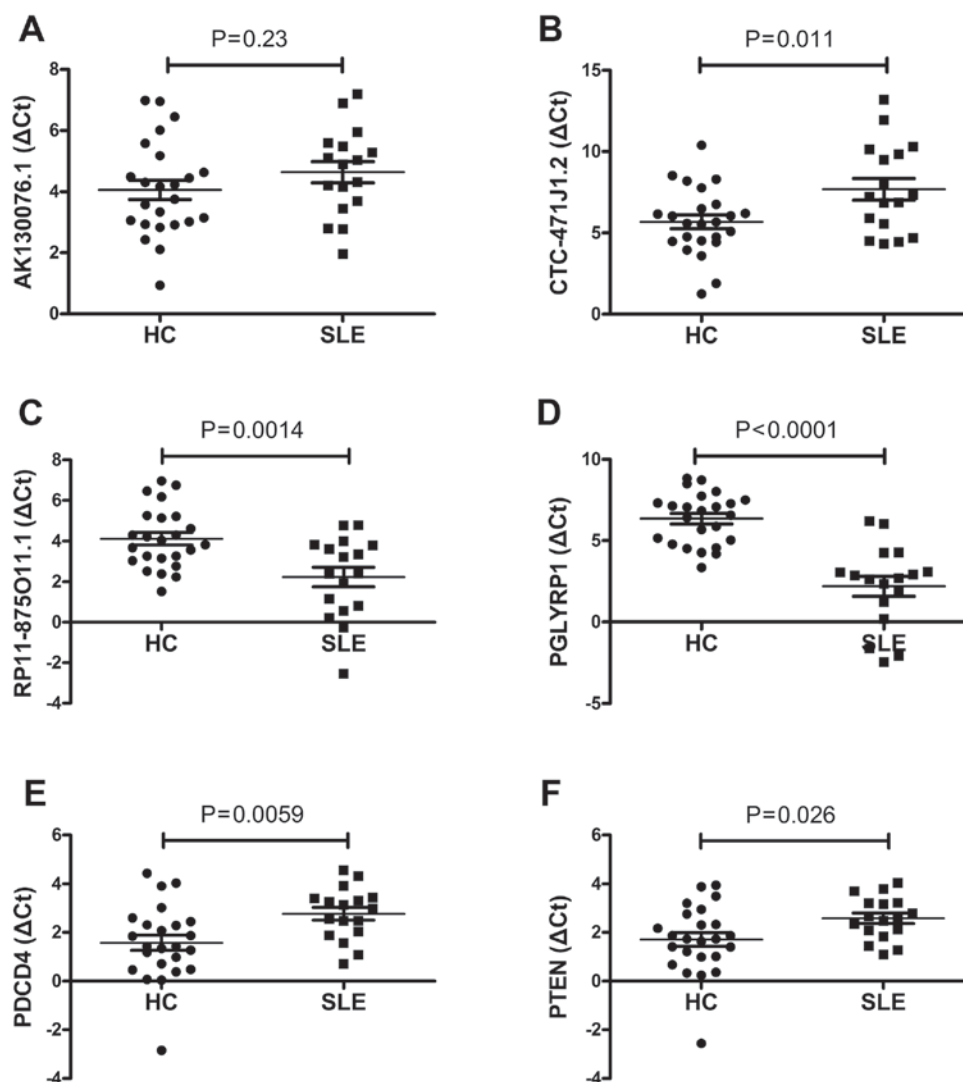 A
P=0.23
AK130076.1 (ΔCt)
8
6
4
2
0
HC
SLE
B
P=0.011
CTC-471J1.2 (ΔCt)
15
10
5
0
HC
SLE
C
P=0.0014
RP11-875O11.1 (ΔCt)
8
6
4
2
0
-2
-4
HC
SLE
D
P<0.0001
PGLYRP1 (ΔCt)
10
5
0
-5
HC
SLE
E
P=0.0059
PDCD4 (ΔCt)
6
4
2
0
-2
-4
HC
SLE
F
P=0.026
PTEN (ΔCt)
6
4
2
0
-2
-4
HC
SLE